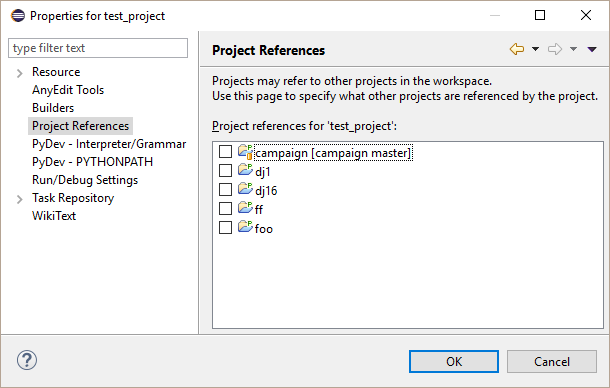 Properties for test_project
type filter text
Resource
AnyEdit Tools
Builders
Project References
PyDev - Interpreter/Grammar
PyDev - PYTHONPATH
Run/Debug Settings
Task Repository
WikiText
Project References
Projects may refer to other projects in the workspace.
Use this page to specify what other projects are referenced by the project.
Project references for 'test_project':
campaign [campaign master]
dj1
dj16
ff
foo
?
OK
Cancel